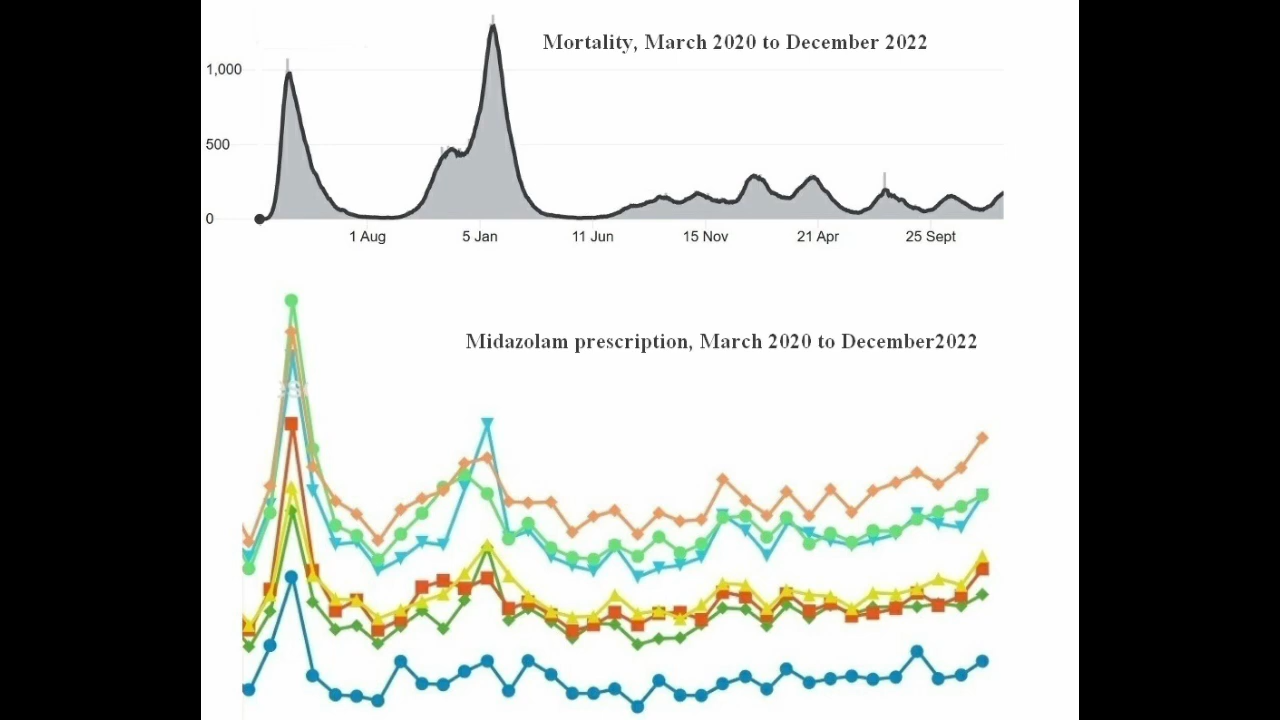 Mortality, March 2020 to December 2022
1,000
500
0
1 Aug
5 Jan
11 Jun
15 Nov
21 Apr
25 Sept
Midazolam prescription, March 2020 to December2022